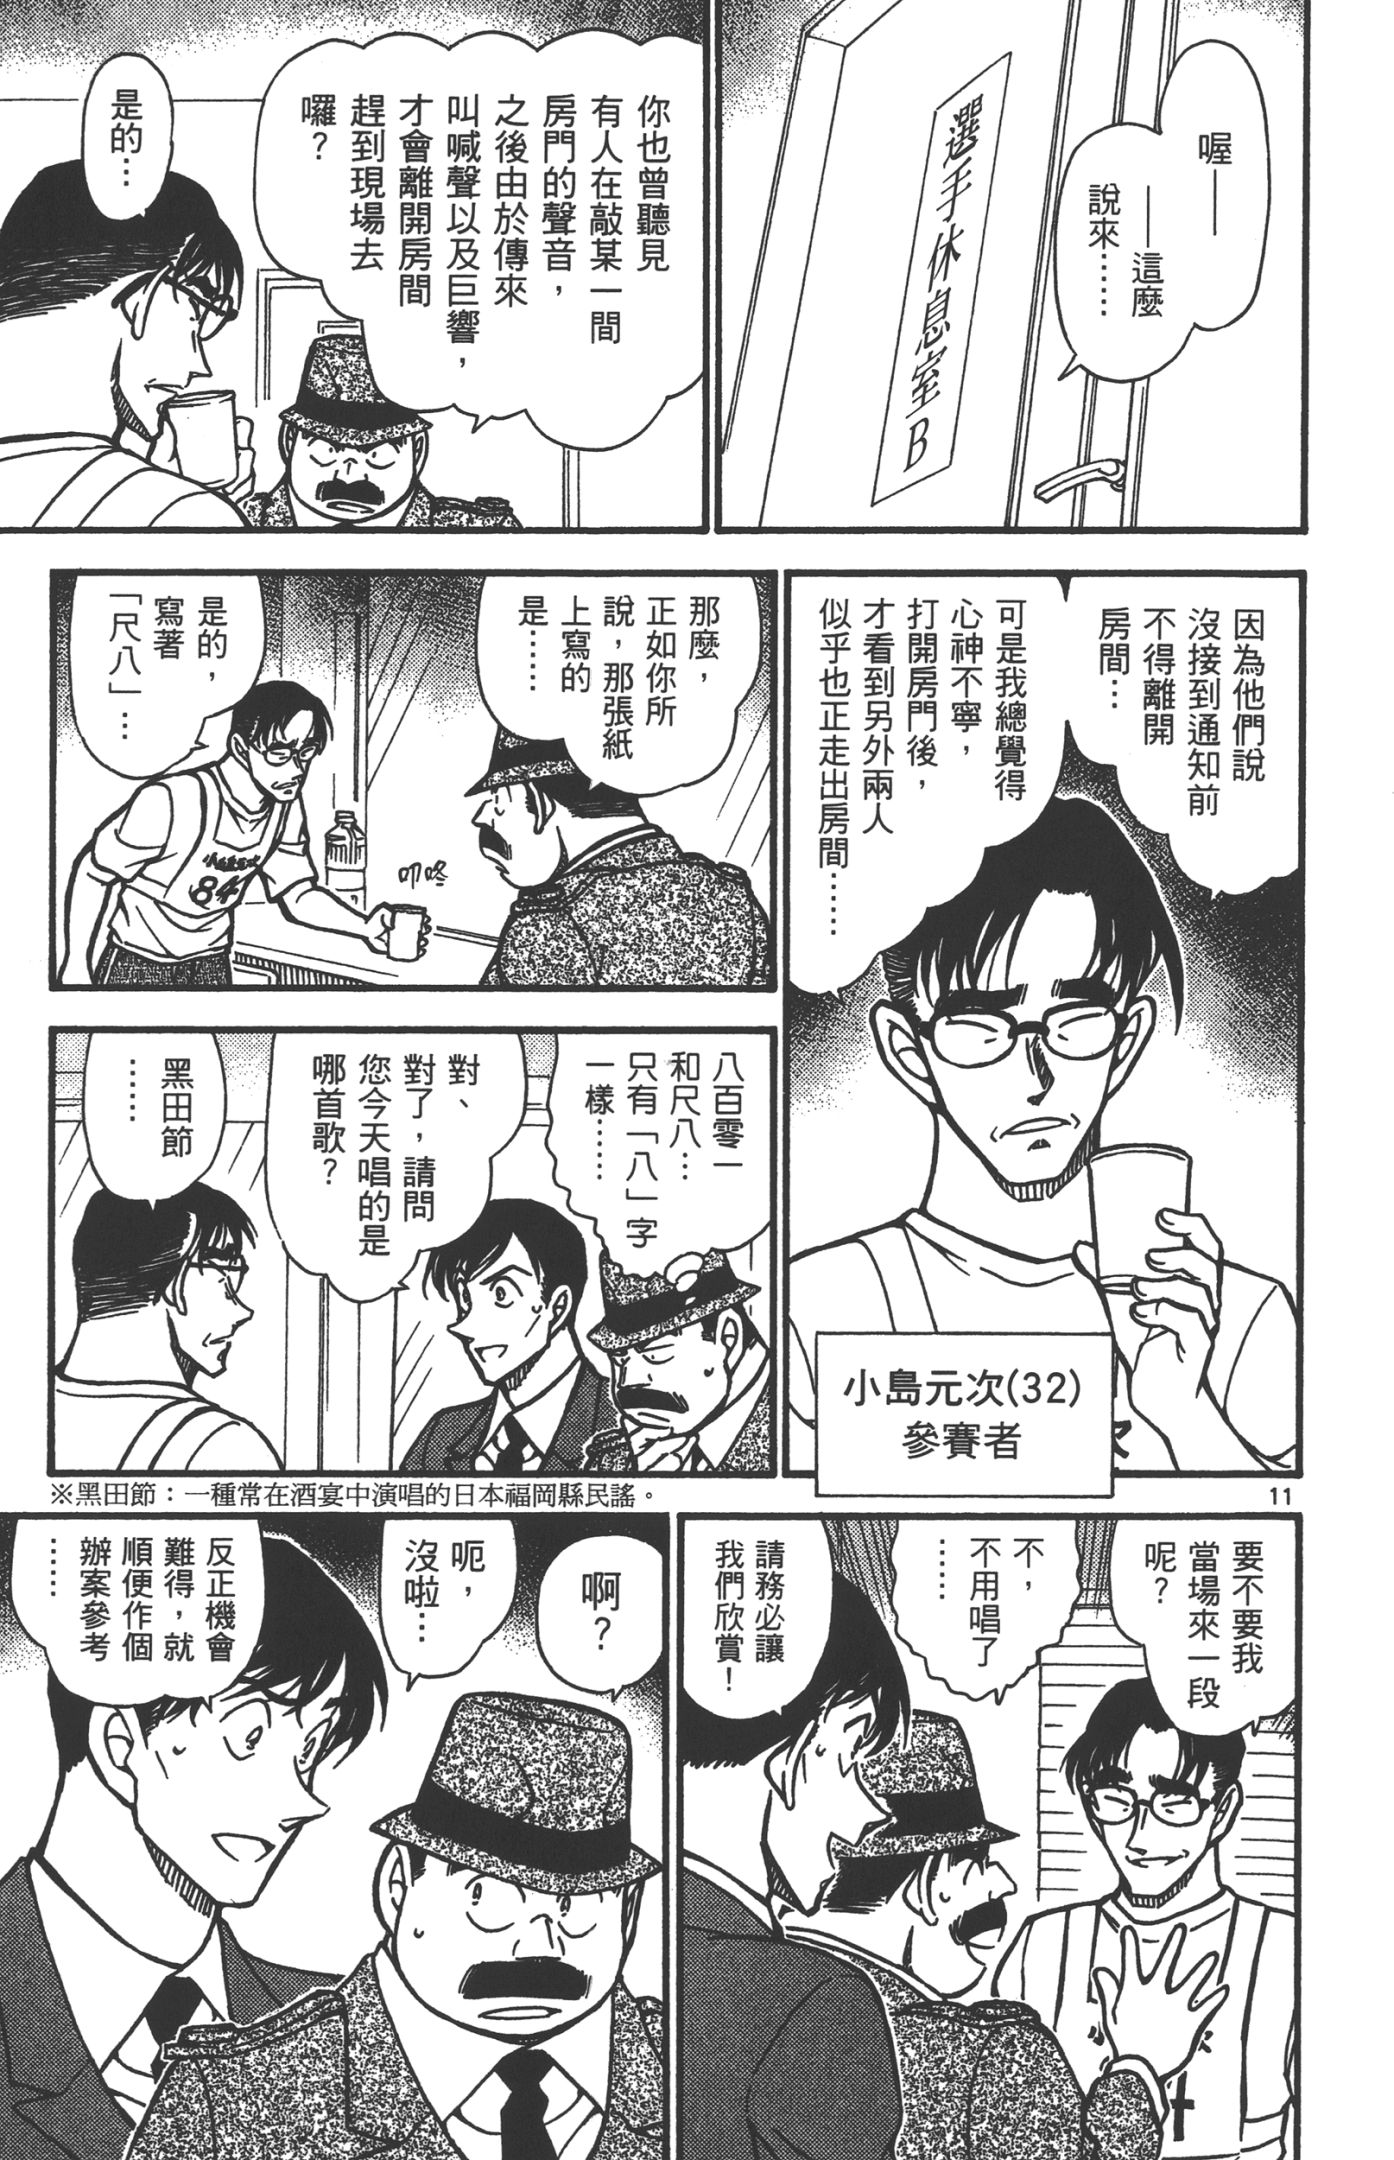 喔——
——這麼
說來……
選手休息室B
你也曾聽見
有人在敲某一間
房門的聲音，
之後由於傳來
叫喊聲以及巨響，
才會離開房間
趕到現場去
囉？
是的…
因為他們說
沒接到通知前
不得離開
房間…
可是我總覺得
心神不寧，
打開房門後，
才看到另外兩人
似乎也正走出房間……
小島元次(32)
參賽者
那麼，
正如你所
說，那張紙
上寫的
是……
叩咚
是的，
寫著
「尺八」…
84
八百零一
和尺八…
只有「八」字
一樣……
對、
對了，請問
您今天唱的是
哪首歌？
黑田節
……
※黑田節：一種常在酒宴中演唱的日本福岡縣民謠。
11
要不要我
當場來一段
呢？
不，
不用唱了
……
請務必讓
我們欣賞！
啊？
呃，
沒啦…
反正機會
難得，就
順便作個
辦案參考
……